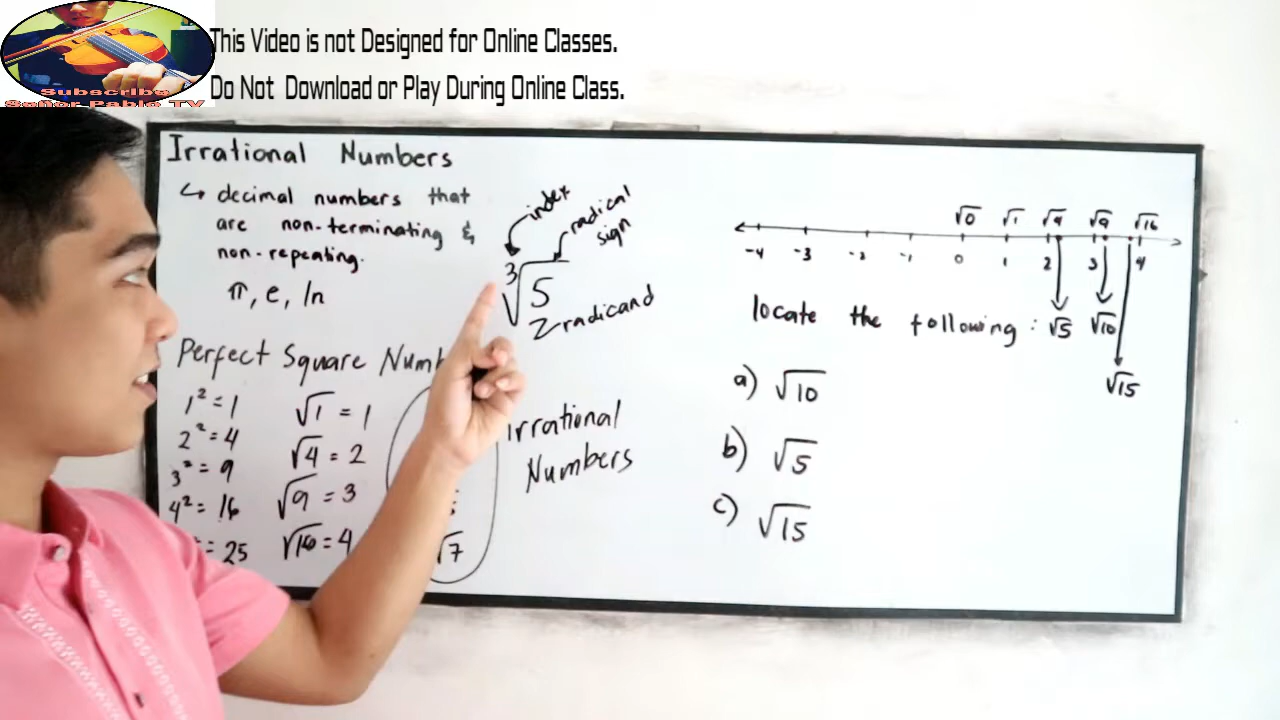 This Video is not Designed for Online Classes.
Do Not Download or Play During Online Class.
Subscribe
Señor Pablo TV
Irrational Numbers
↳ decimal numbers that
are non-terminating &
non-repeating.
π, e, ln
index
radical
sign
∛5
radicand
Perfect Square Numb
1² = 1
2² = 4
3² = 9
4² = 16
= 25
√1 = 1
√4 = 2
√9 = 3
√16 = 4
√7
Irrational
Numbers
√0 √1 √4 √9 √16
-4 -3 -2 -1 0 1 2 3 4
locate the following: √5 √10
√15
a) √10
b) √5
c) √15